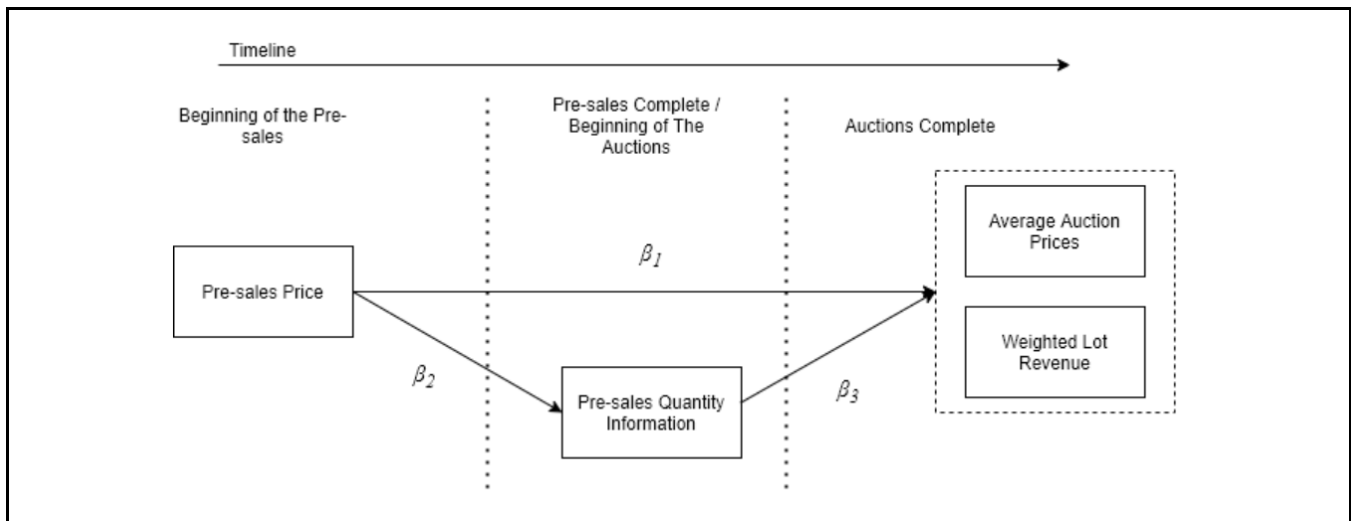 Timeline
Beginning of the Pre-
sales
Pre-sales Complete /
Beginning of The
Auctions
Auctions Complete
Average Auction
Prices
β1
Pre-sales Price
Weighted Lot
Revenue
β2
Pre-sales Quantity
Information
β3